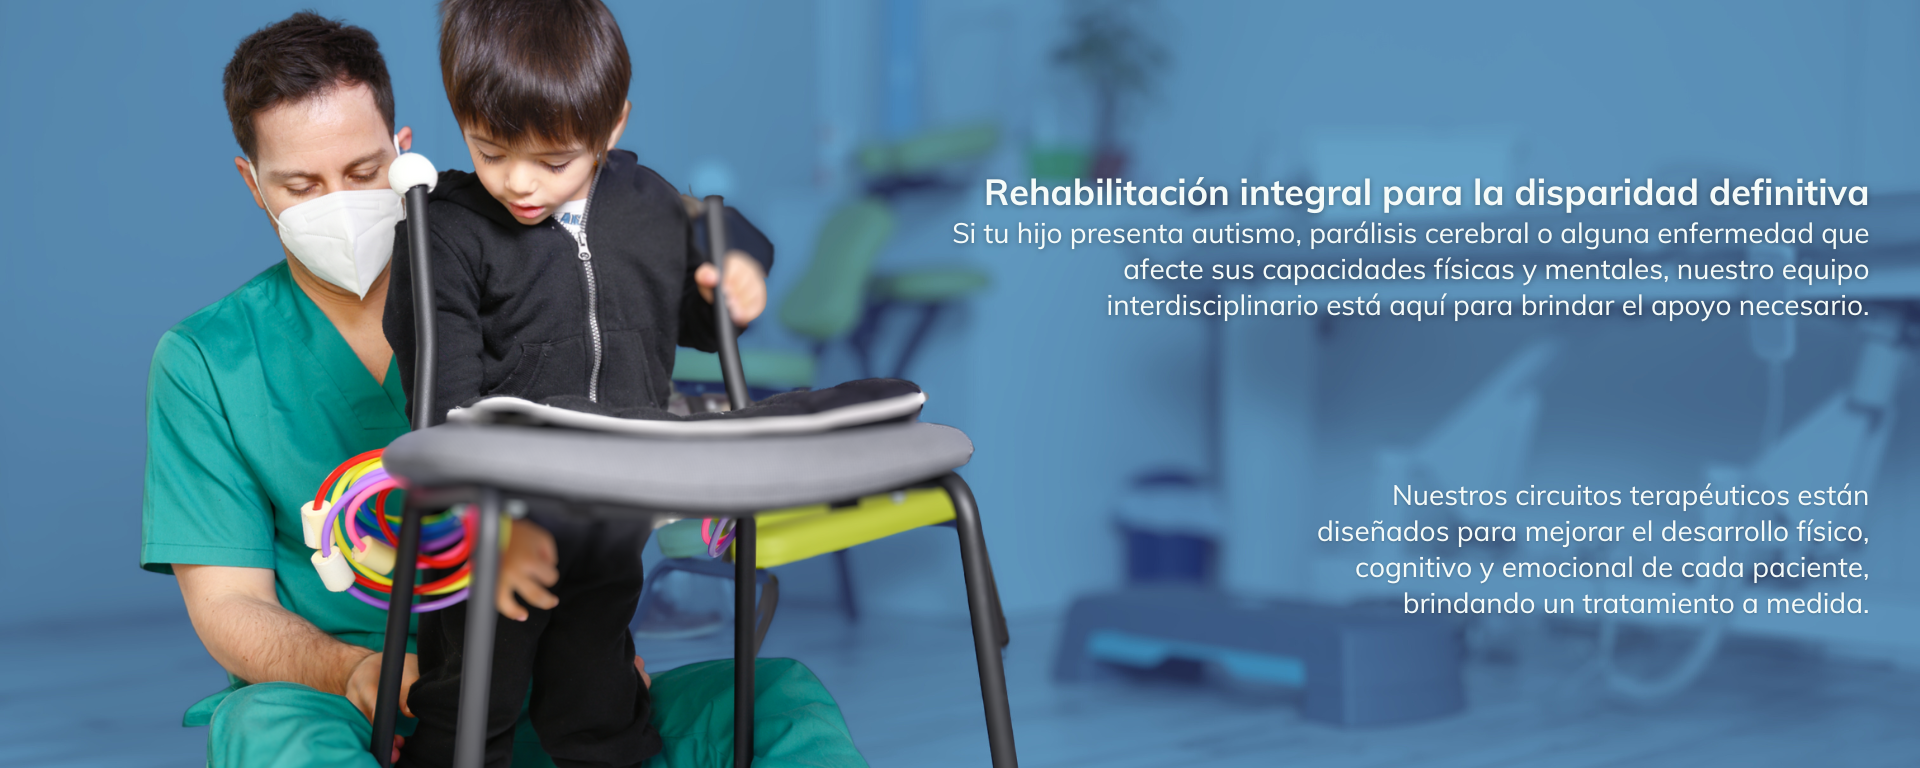 Rehabilitación integral para la disparidad definitiva
Si tu hijo presenta autismo, parálisis cerebral o alguna enfermedad que
afecte sus capacidades físicas y mentales, nuestro equipo
interdisciplinario está aquí para brindar el apoyo necesario.
Nuestros circuitos terapéuticos están
diseñados para mejorar el desarrollo físico,
cognitivo y emocional de cada paciente,
brindando un tratamiento a medida.